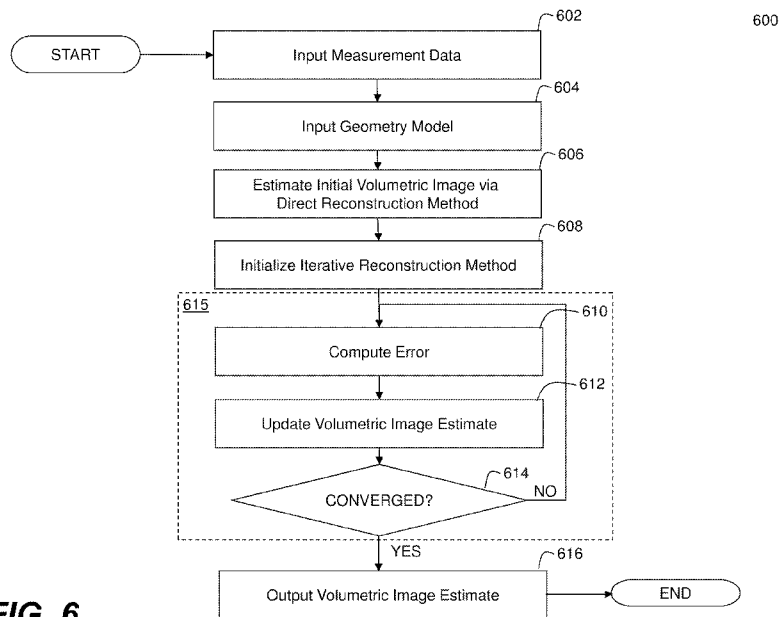 600
602
START
Input Measurement Data
604
Input Geometry Model
606
Estimate Initial Volumetric Image via
Direct Reconstruction Method
608
Initialize Iterative Reconstruction Method
615
610
Compute Error
612
Update Volumetric Image Estimate
614
CONVERGED?
NO
YES
616
Output Volumetric Image Estimate
END
FIG. 6